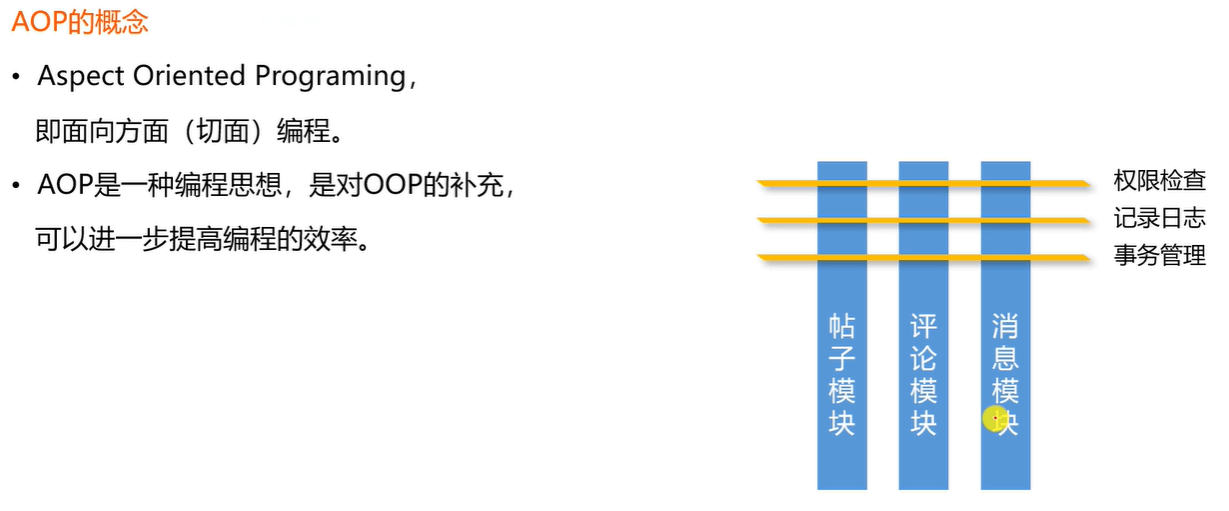 AOP的概念
• Aspect Oriented Programing，
即面向方面（切面）编程。
• AOP是一种编程思想，是对OOP的补充，
可以进一步提高编程的效率。
权限检查
记录日志
事务管理
帖子模块
评论模块
消息模块